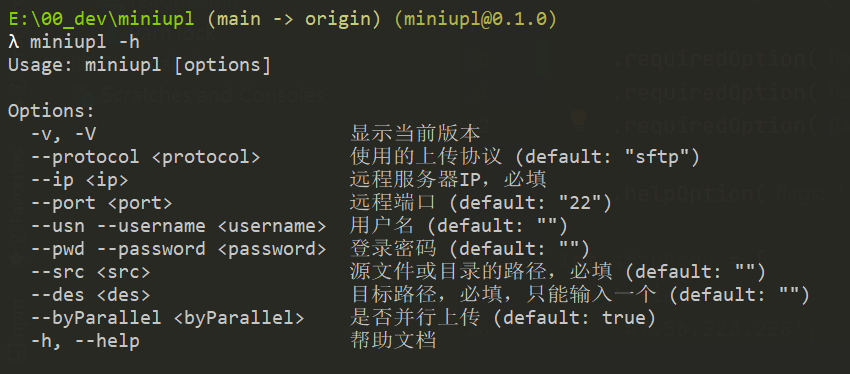 E:\00_dev\miniupl (main -> origin) (miniupl@0.1.0)
λ miniupl -h
Usage: miniupl [options]
Options:
-v, -V 显示当前版本
--protocol <protocol> 使用的上传协议 (default: "sftp")
--ip <ip> 远程服务器IP，必填
--port <port> 远程端口 (default: "22")
--usn --username <username> 用户名 (default: "")
--pwd --password <password> 登录密码 (default: "")
--src <src> 源文件或目录的路径，必填 (default: "")
--des <des> 目标路径，必填，只能输入一个 (default: "")
--byParallel <byParallel> 是否并行上传 (default: true)
-h, --help 帮助文档